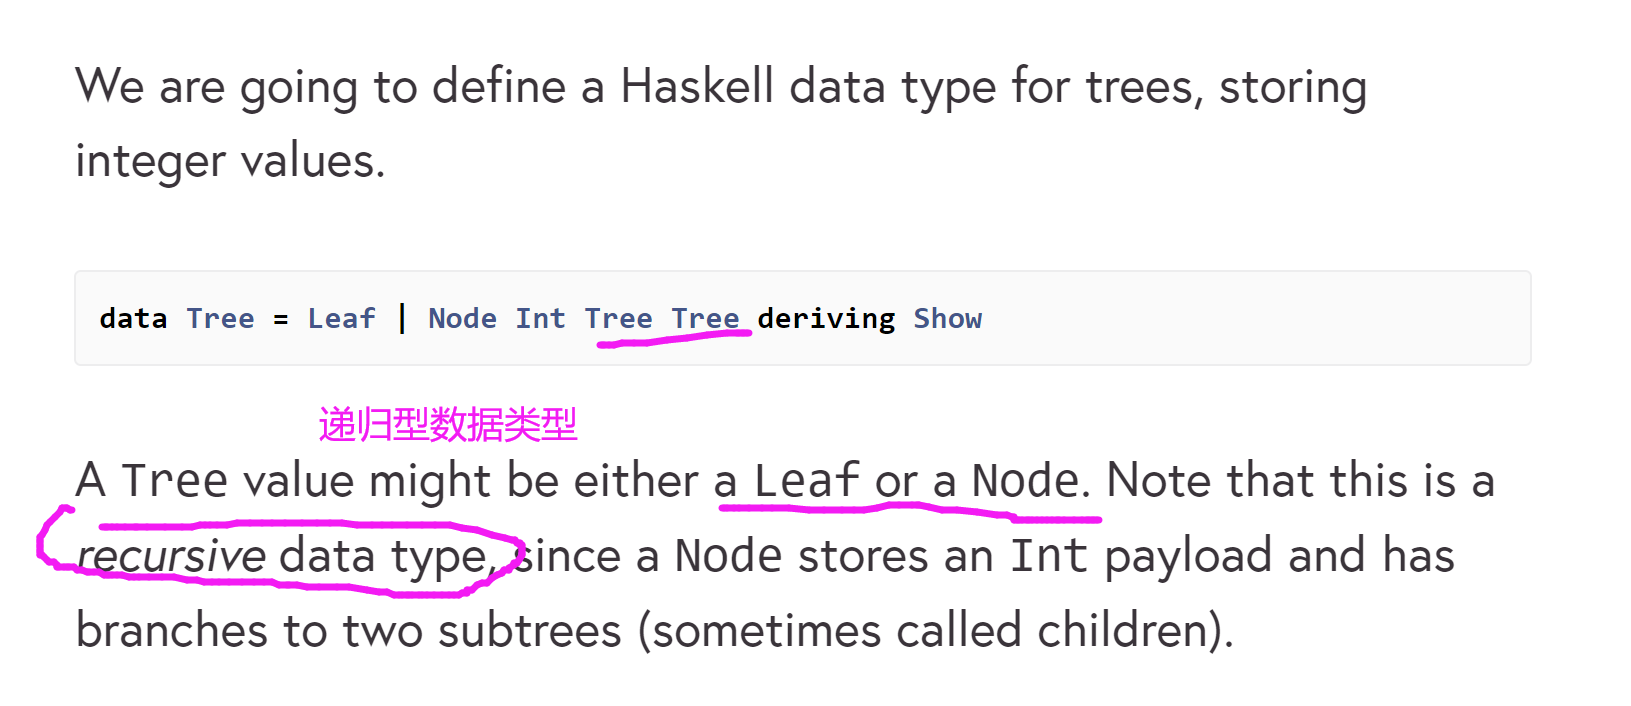 We are going to define a Haskell data type for trees, storing
integer values.
data Tree = Leaf | Node Int Tree Tree deriving Show
递归型数据类型
A Tree value might be either a Leaf or a Node. Note that this is a
recursive data type, since a Node stores an Int payload and has
branches to two subtrees (sometimes called children).